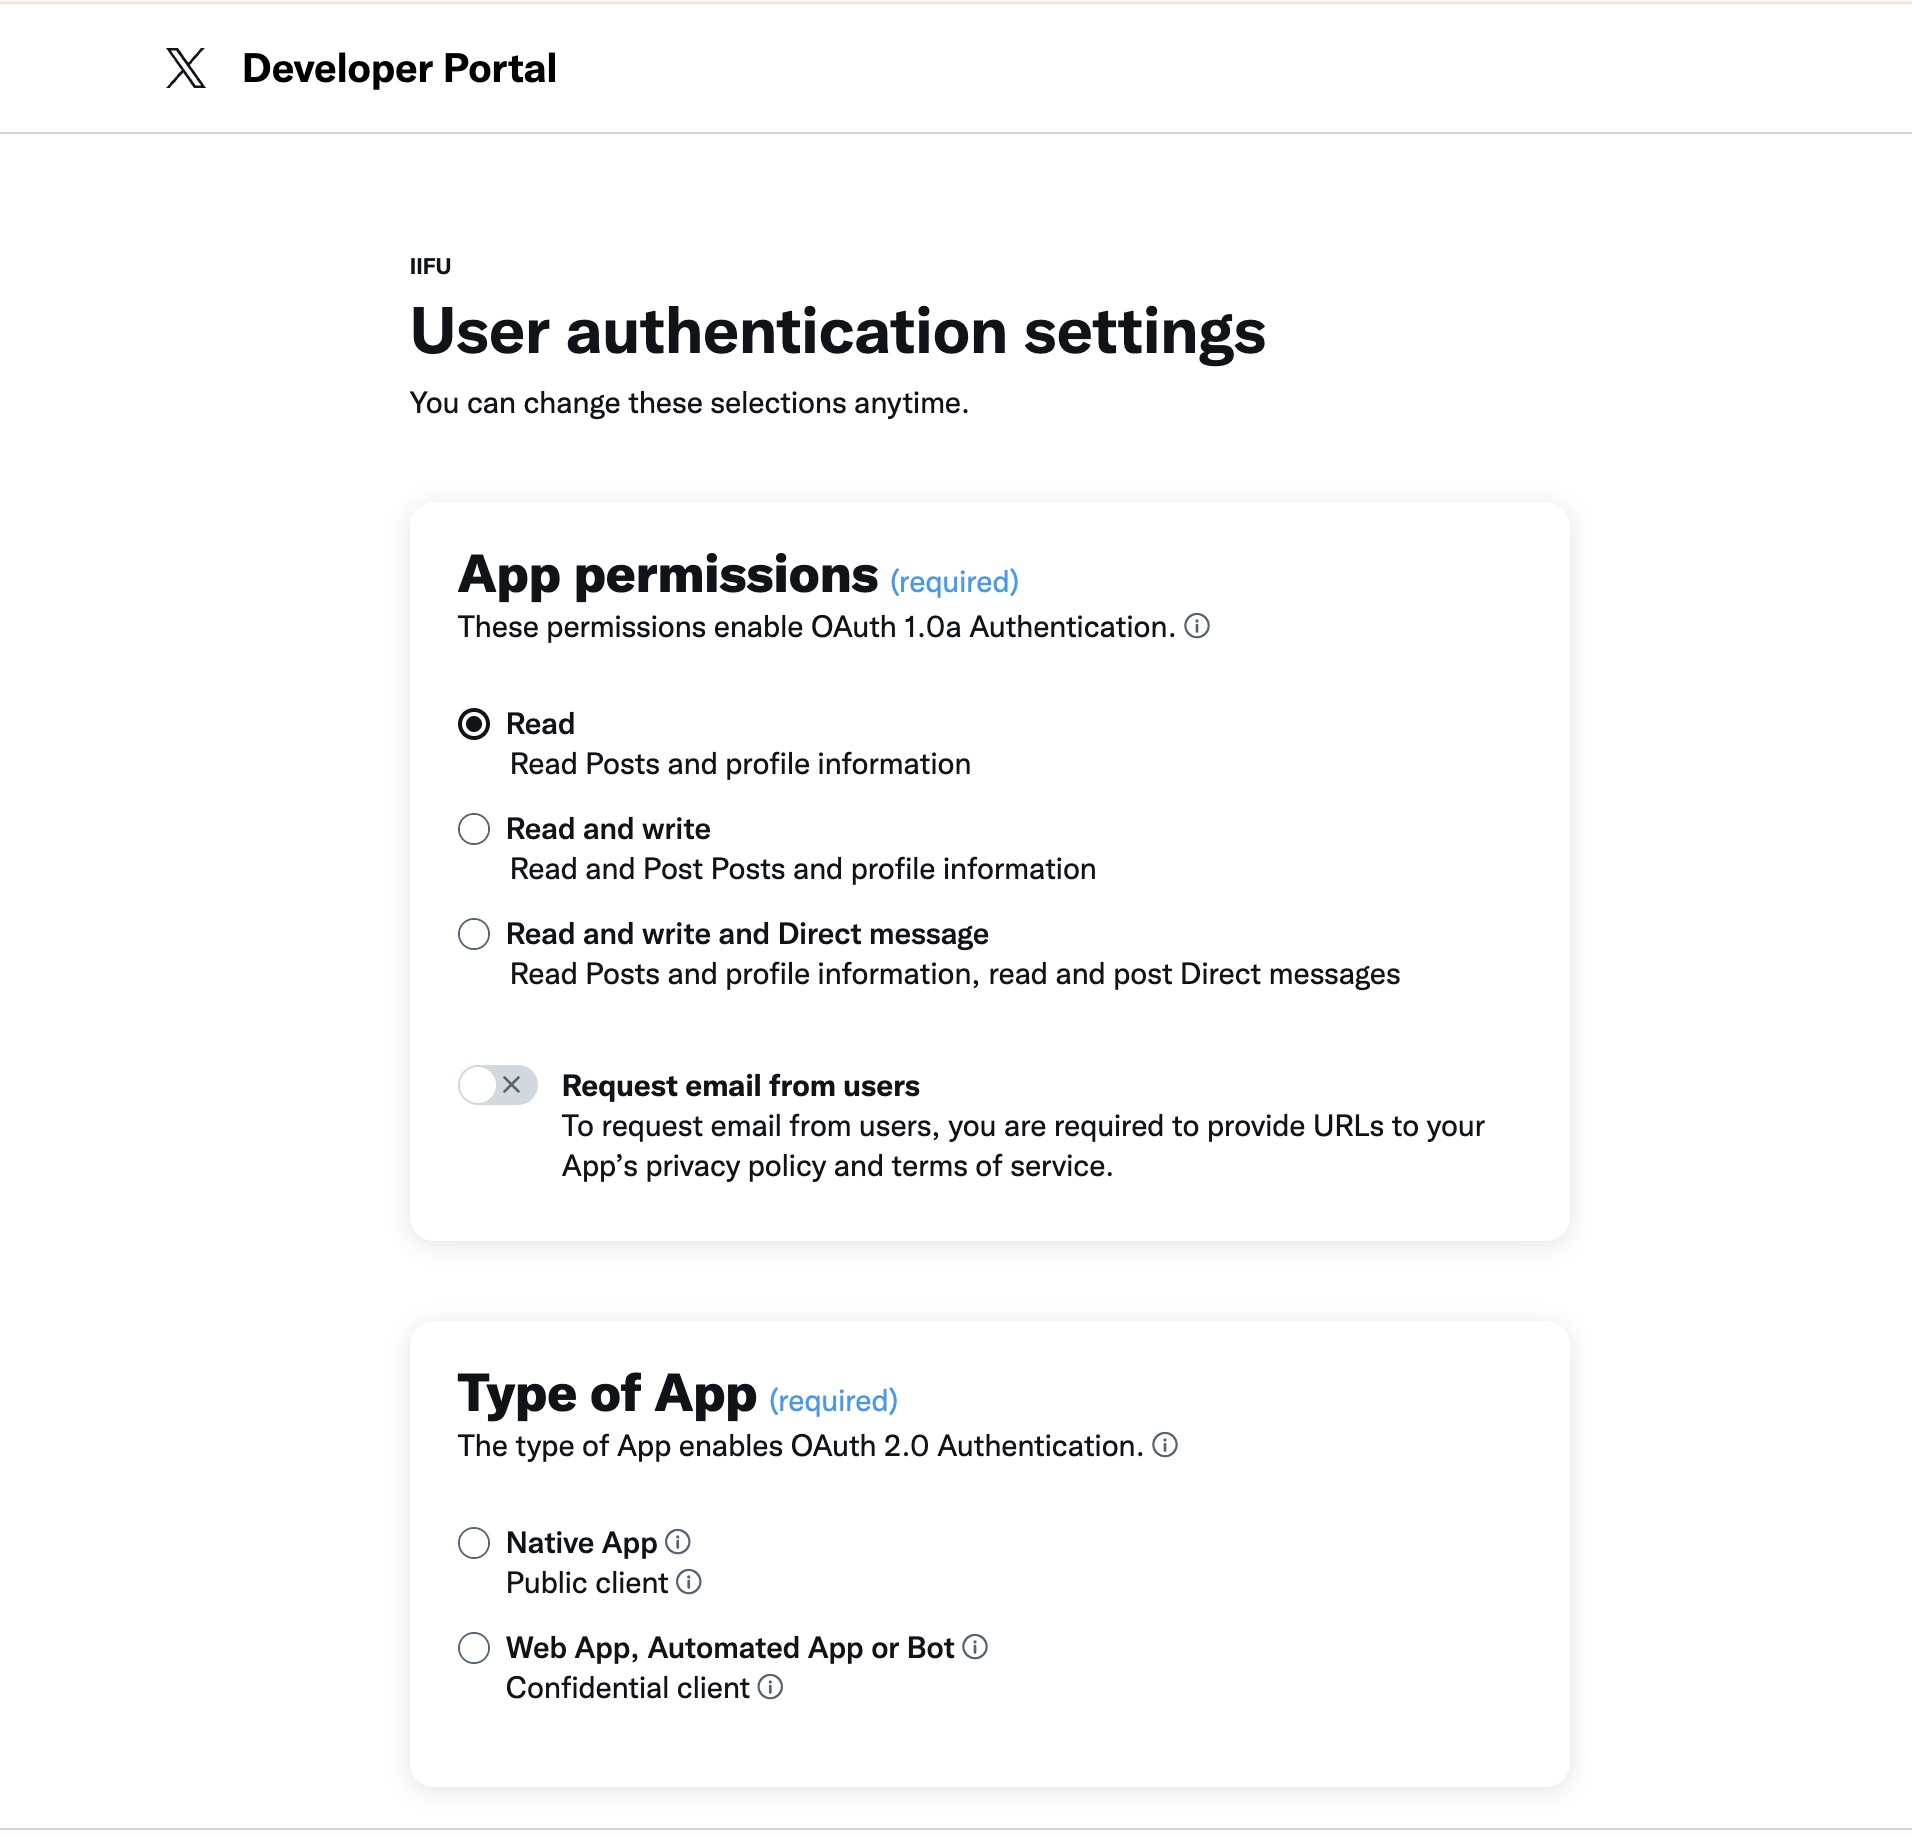 Developer Portal
IIFU
User authentication settings
You can change these selections anytime.
App permissions (required)
These permissions enable OAuth 1.0a Authentication.
Read
Read Posts and profile information
Read and write
Read and Post Posts and profile information
Read and write and Direct message
Read Posts and profile information, read and post Direct messages
Request email from users
To request email from users, you are required to provide URLs to your
App’s privacy policy and terms of service.
Type of App (required)
The type of App enables OAuth 2.0 Authentication.
Native App
Public client
Web App, Automated App or Bot
Confidential client